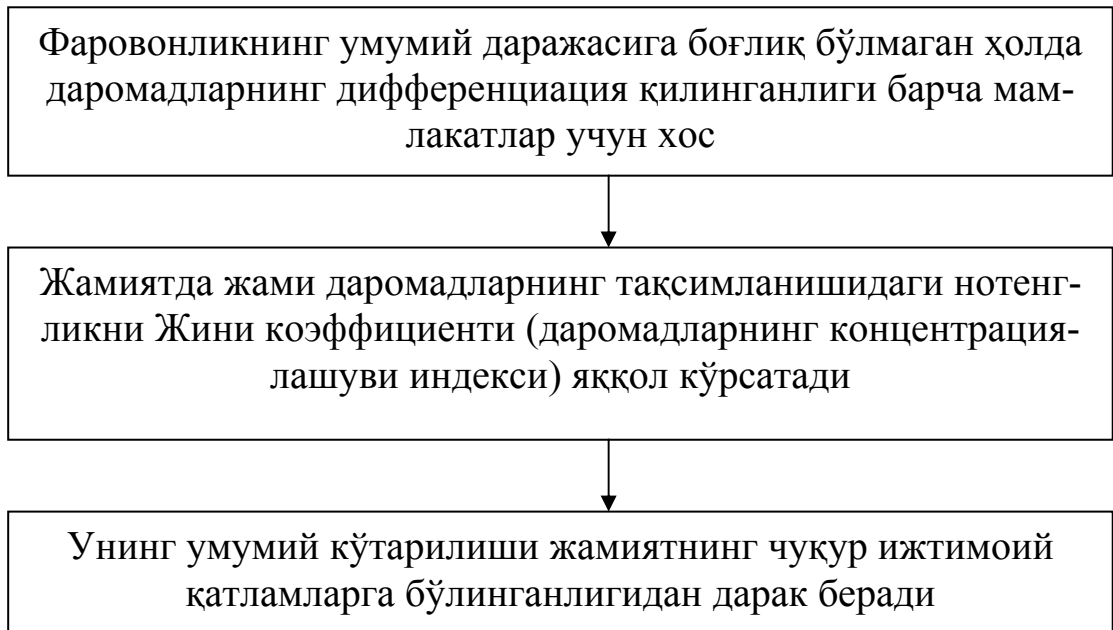 Фаровонликнинг умумий даражасига боғлиқ бўлмаган ҳолда
даромадларнинг дифференциация қилинганлиги барча мам-
лакатлар учун хос
Жамиятда жами даромадларнинг тақсимланишидаги нотенг-
ликни Жини коэффициенти (даромадларнинг концентрация-
лашуви индекси) яққол кўрсатади
Унинг умумий кўтарилиши жамиятнинг чуқур ижтимоий
қатламларга бўлинганлигидан дарак беради